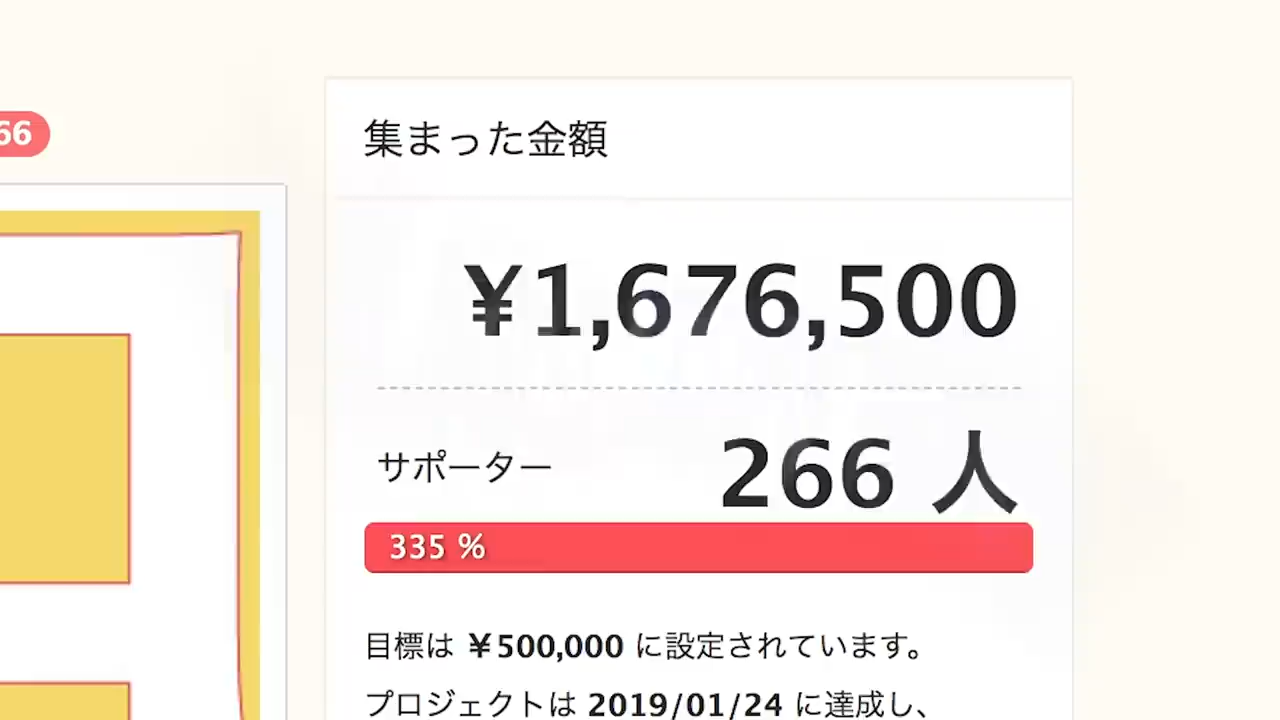 66
集まった金額
¥1,676,500
サポーター 266 人
335 %
目標は ¥500,000 に設定されています。
プロジェクトは 2019/01/24 に達成し、